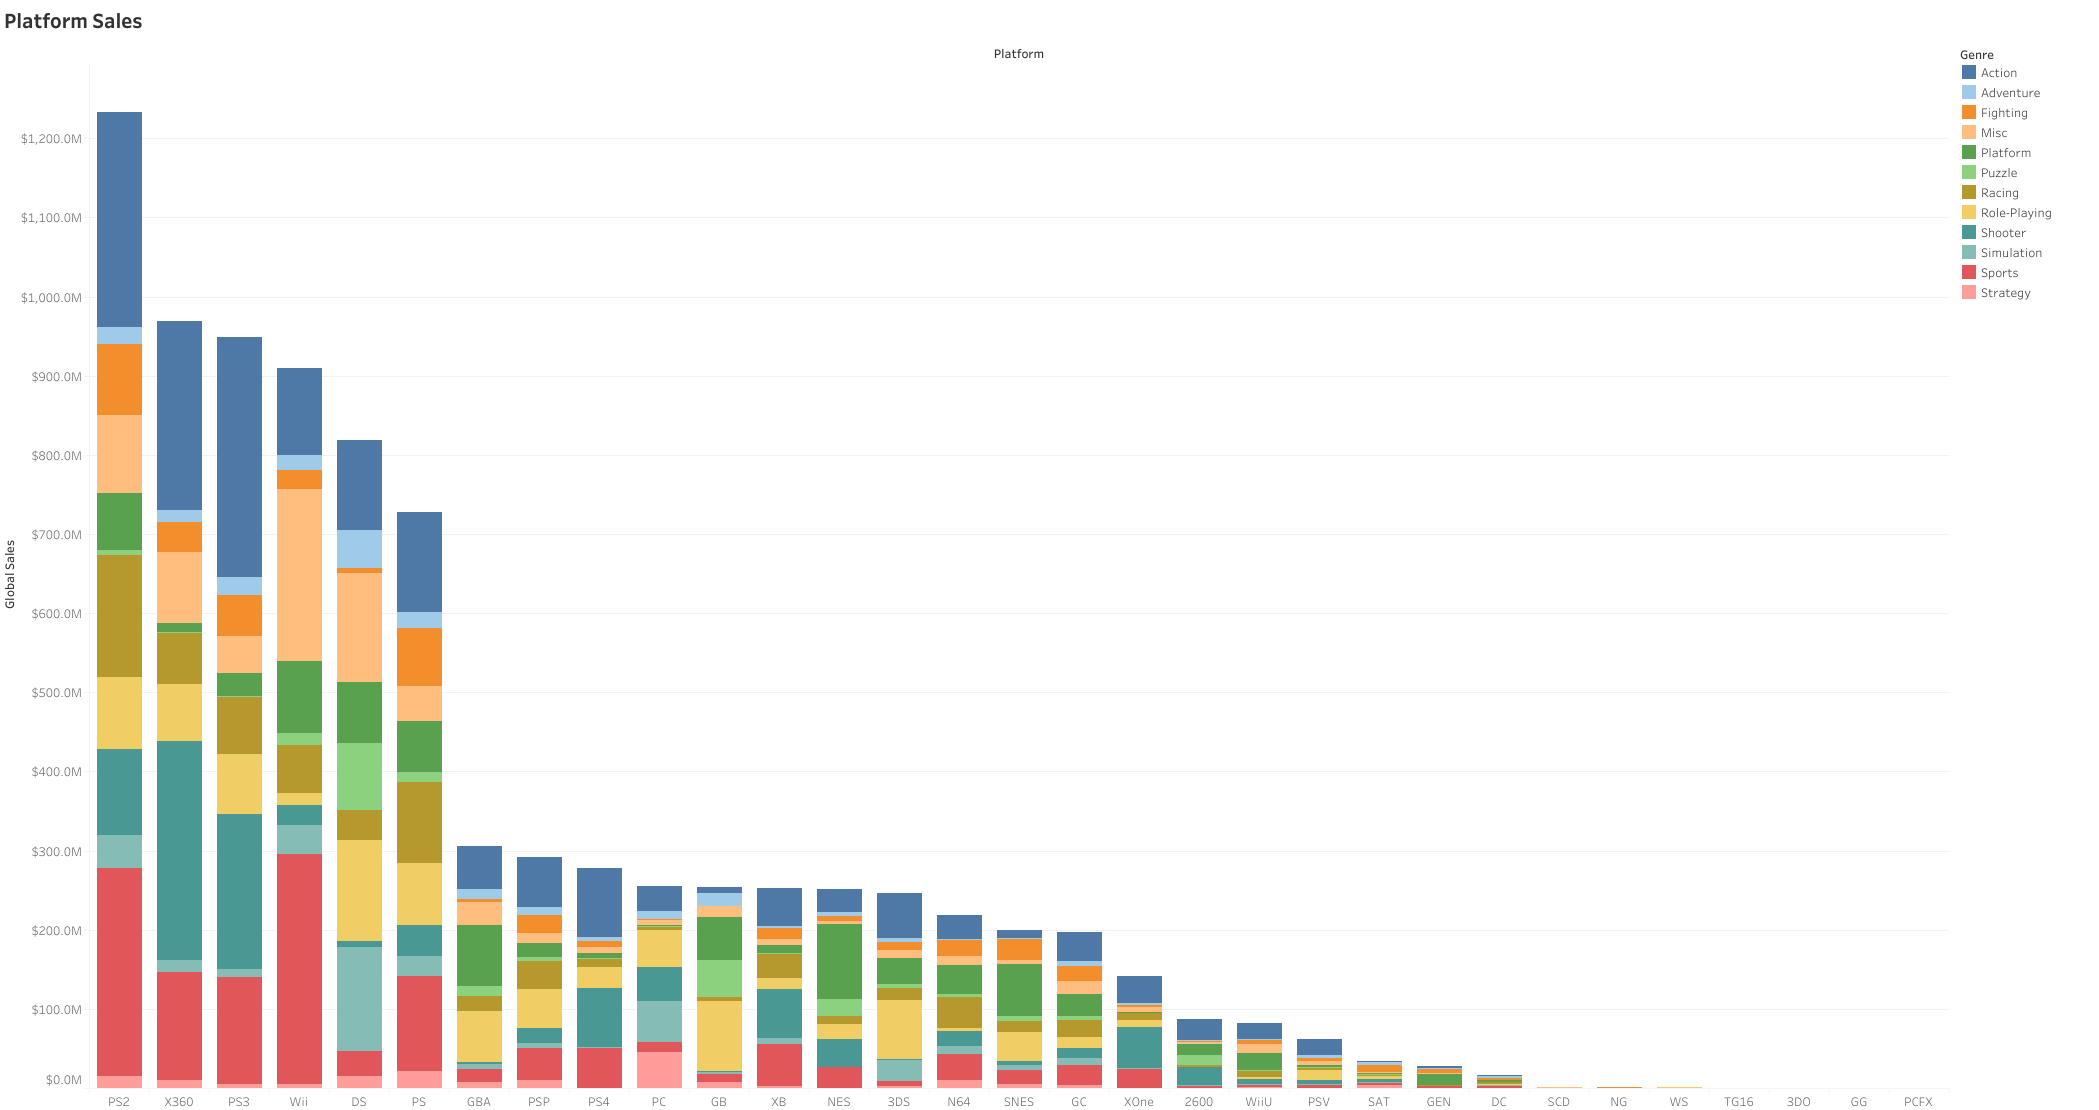 Platform Sales
Platform
Genre
Action
Adventure
Fighting
Misc
Platform
Puzzle
Racing
Role-Playing
Shooter
Simulation
Sports
Strategy
Global Sales
$1,200.0M
$1,100.0M
$1,000.0M
$900.0M
$800.0M
$700.0M
$600.0M
$500.0M
$400.0M
$300.0M
$200.0M
$100.0M
$0.0M
PS2 X360 PS3 Wii DS PS GBA PSP PS4 PC GB XB NES 3DS N64 SNES GC XOne 2600 WiiU PSV SAT GEN DC SCD NG WS TG16 3DO GG PCFX